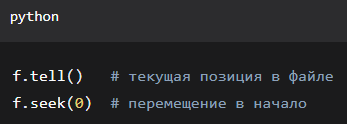 python
f.tell()   # текущая позиция в файле
f.seek(0)  # перемещение в начало